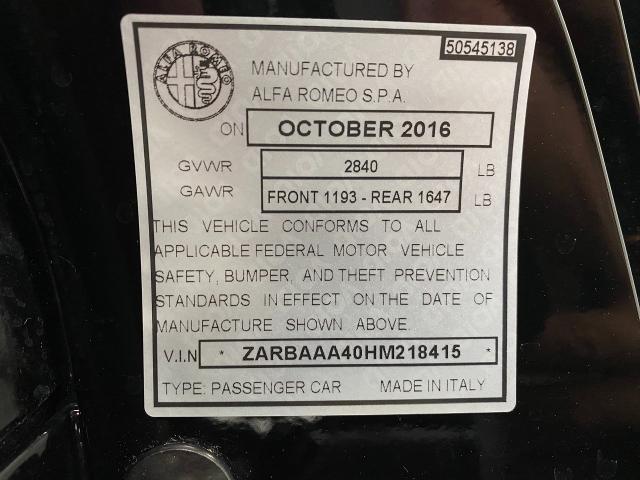 50545138
ALFA ROMEO
MANUFACTURED BY
ALFA ROMEO S.P.A.
ON OCTOBER 2016
GVWR 2840 LB
GAWR FRONT 1193 - REAR 1647 LB
THIS VEHICLE CONFORMS TO ALL
APPLICABLE FEDERAL MOTOR VEHICLE
SAFETY, BUMPER, AND THEFT PREVENTION
STANDARDS IN EFFECT ON THE DATE OF
MANUFACTURE SHOWN ABOVE.
V.I.N * ZARBAAA40HM218415 *
TYPE: PASSENGER CAR MADE IN ITALY